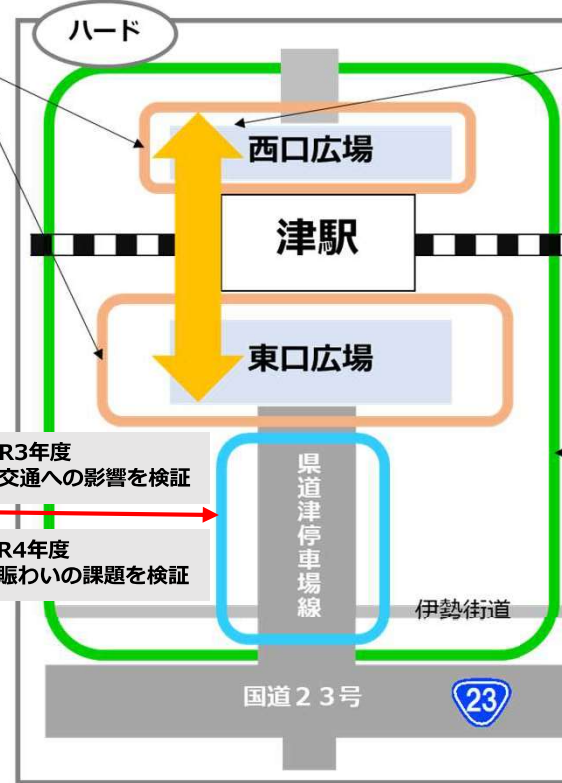 ハード
西口広場
津駅
東口広場
R3年度
交通への影響を検証
R4年度
賑わいの課題を検証
県道津停車場線
伊勢街道
国道２３号
23